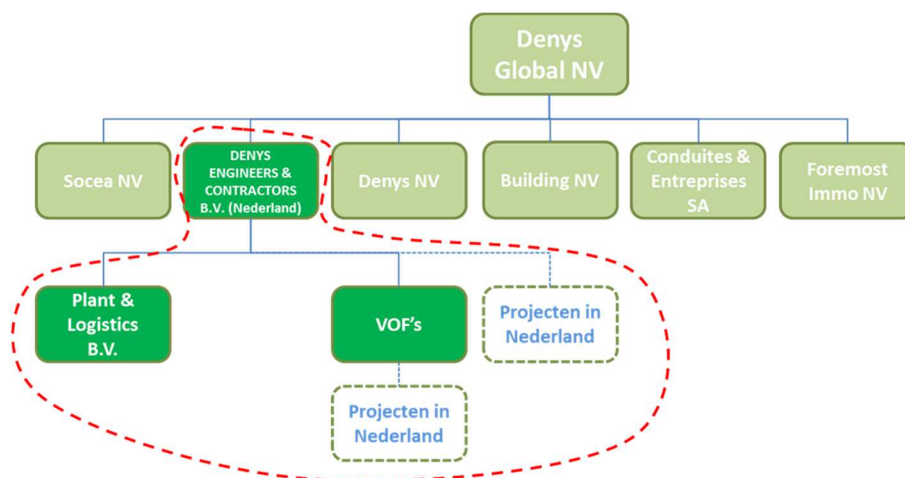 Denys
Global NV
Socea NV
DENYS
ENGINEERS &
CONTRACTORS
B.V. (Nederland)
Denys NV
Building NV
Conduites &
Entreprises
SA
Foremost
Immo NV
Plant &
Logistics
B.V.
VOF's
Projecten in
Nederland
Projecten in
Nederland